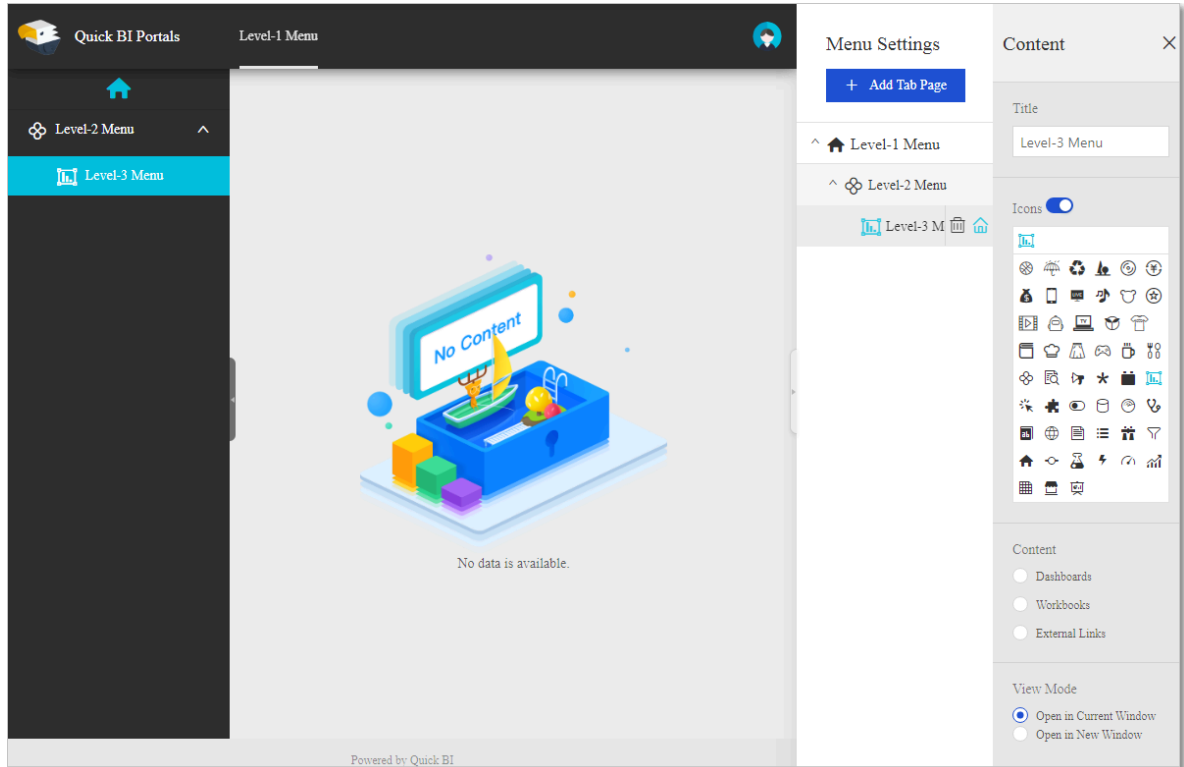 Quick BI Portals
Level-1 Menu
Level-2 Menu
Level-3 Menu
No Content
No data is available.
Powered by Quick BI
Menu Settings
+ Add Tab Page
Level-1 Menu
Level-2 Menu
Level-3 M
Content
Title
Level-3 Menu
Icons
LIVE
TV
Content
Dashboards
Workbooks
External Links
View Mode
Open in Current Window
Open in New Window